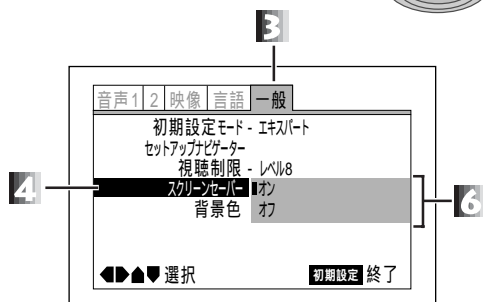 3
音声1 2 映像 言語 一般
初期設定モード - エキスパート
セットアップナビゲーター
視聴制限 - レベル8
4 スクリーンセーバー オン 6
背景色 オフ
選択 初期設定 終了